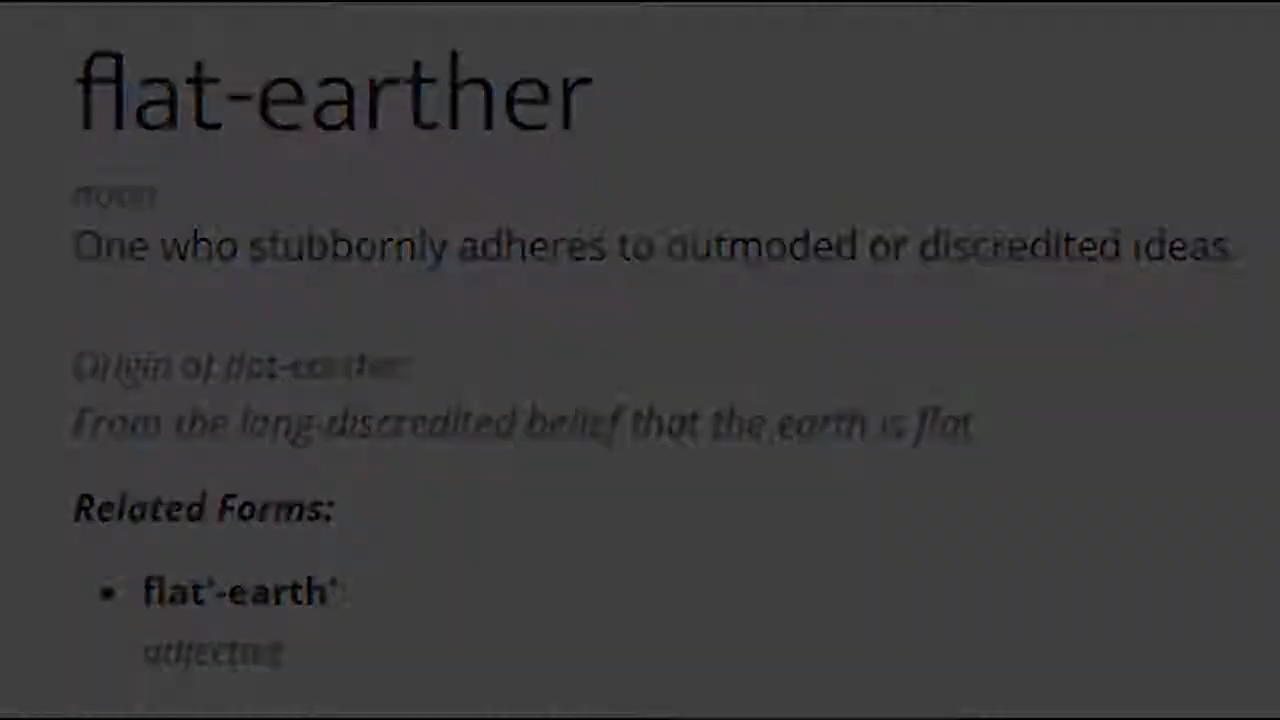 flat-earther
noun
One who stubbornly adheres to outmoded or discredited ideas.
Origin of flat-earther
From the long-discredited belief that the earth is flat
Related Forms:
• flat′-earth′
adjective